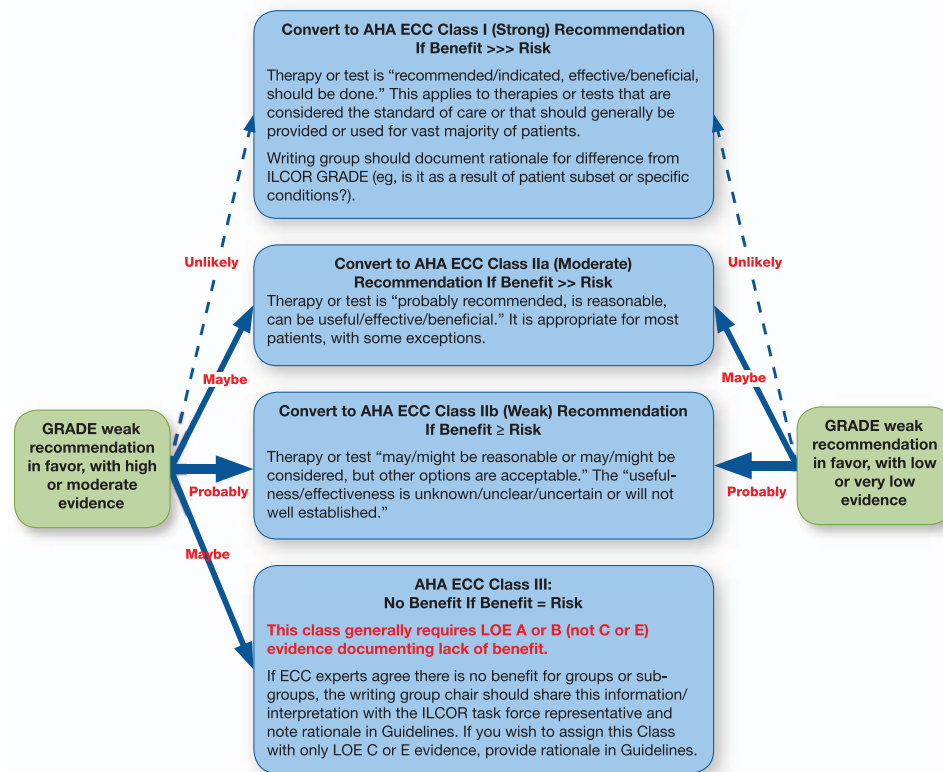 Convert to AHA ECC Class I (Strong) Recommendation
If Benefit >>> Risk
Therapy or test is “recommended/indicated, effective/beneficial,
should be done.” This applies to therapies or tests that are
considered the standard of care or that should generally be
provided or used for vast majority of patients.
Writing group should document rationale for difference from
ILCOR GRADE (eg, is it as a result of patient subset or specific
conditions?).
Unlikely
Unlikely
Convert to AHA ECC Class IIa (Moderate)
Recommendation If Benefit >> Risk
Therapy or test is “probably recommended, is reasonable,
can be useful/effective/beneficial.” It is appropriate for most
patients, with some exceptions.
Maybe
Maybe
GRADE weak
recommendation
in favor, with high
or moderate
evidence
Convert to AHA ECC Class IIb (Weak) Recommendation
If Benefit ≥ Risk
Therapy or test “may/might be reasonable or may/might be
considered, but other options are acceptable.” The “useful-
ness/effectiveness is unknown/unclear/uncertain or will not
well established.”
GRADE weak
recommendation
in favor, with low
or very low
evidence
Probably
Probably
Maybe
AHA ECC Class III:
No Benefit If Benefit = Risk
This class generally requires LOE A or B (not C or E)
evidence documenting lack of benefit.
If ECC experts agree there is no benefit for groups or sub-
groups, the writing group chair should share this information/
interpretation with the ILCOR task force representative and
note rationale in Guidelines. If you wish to assign this Class
with only LOE C or E evidence, provide rationale in Guidelines.